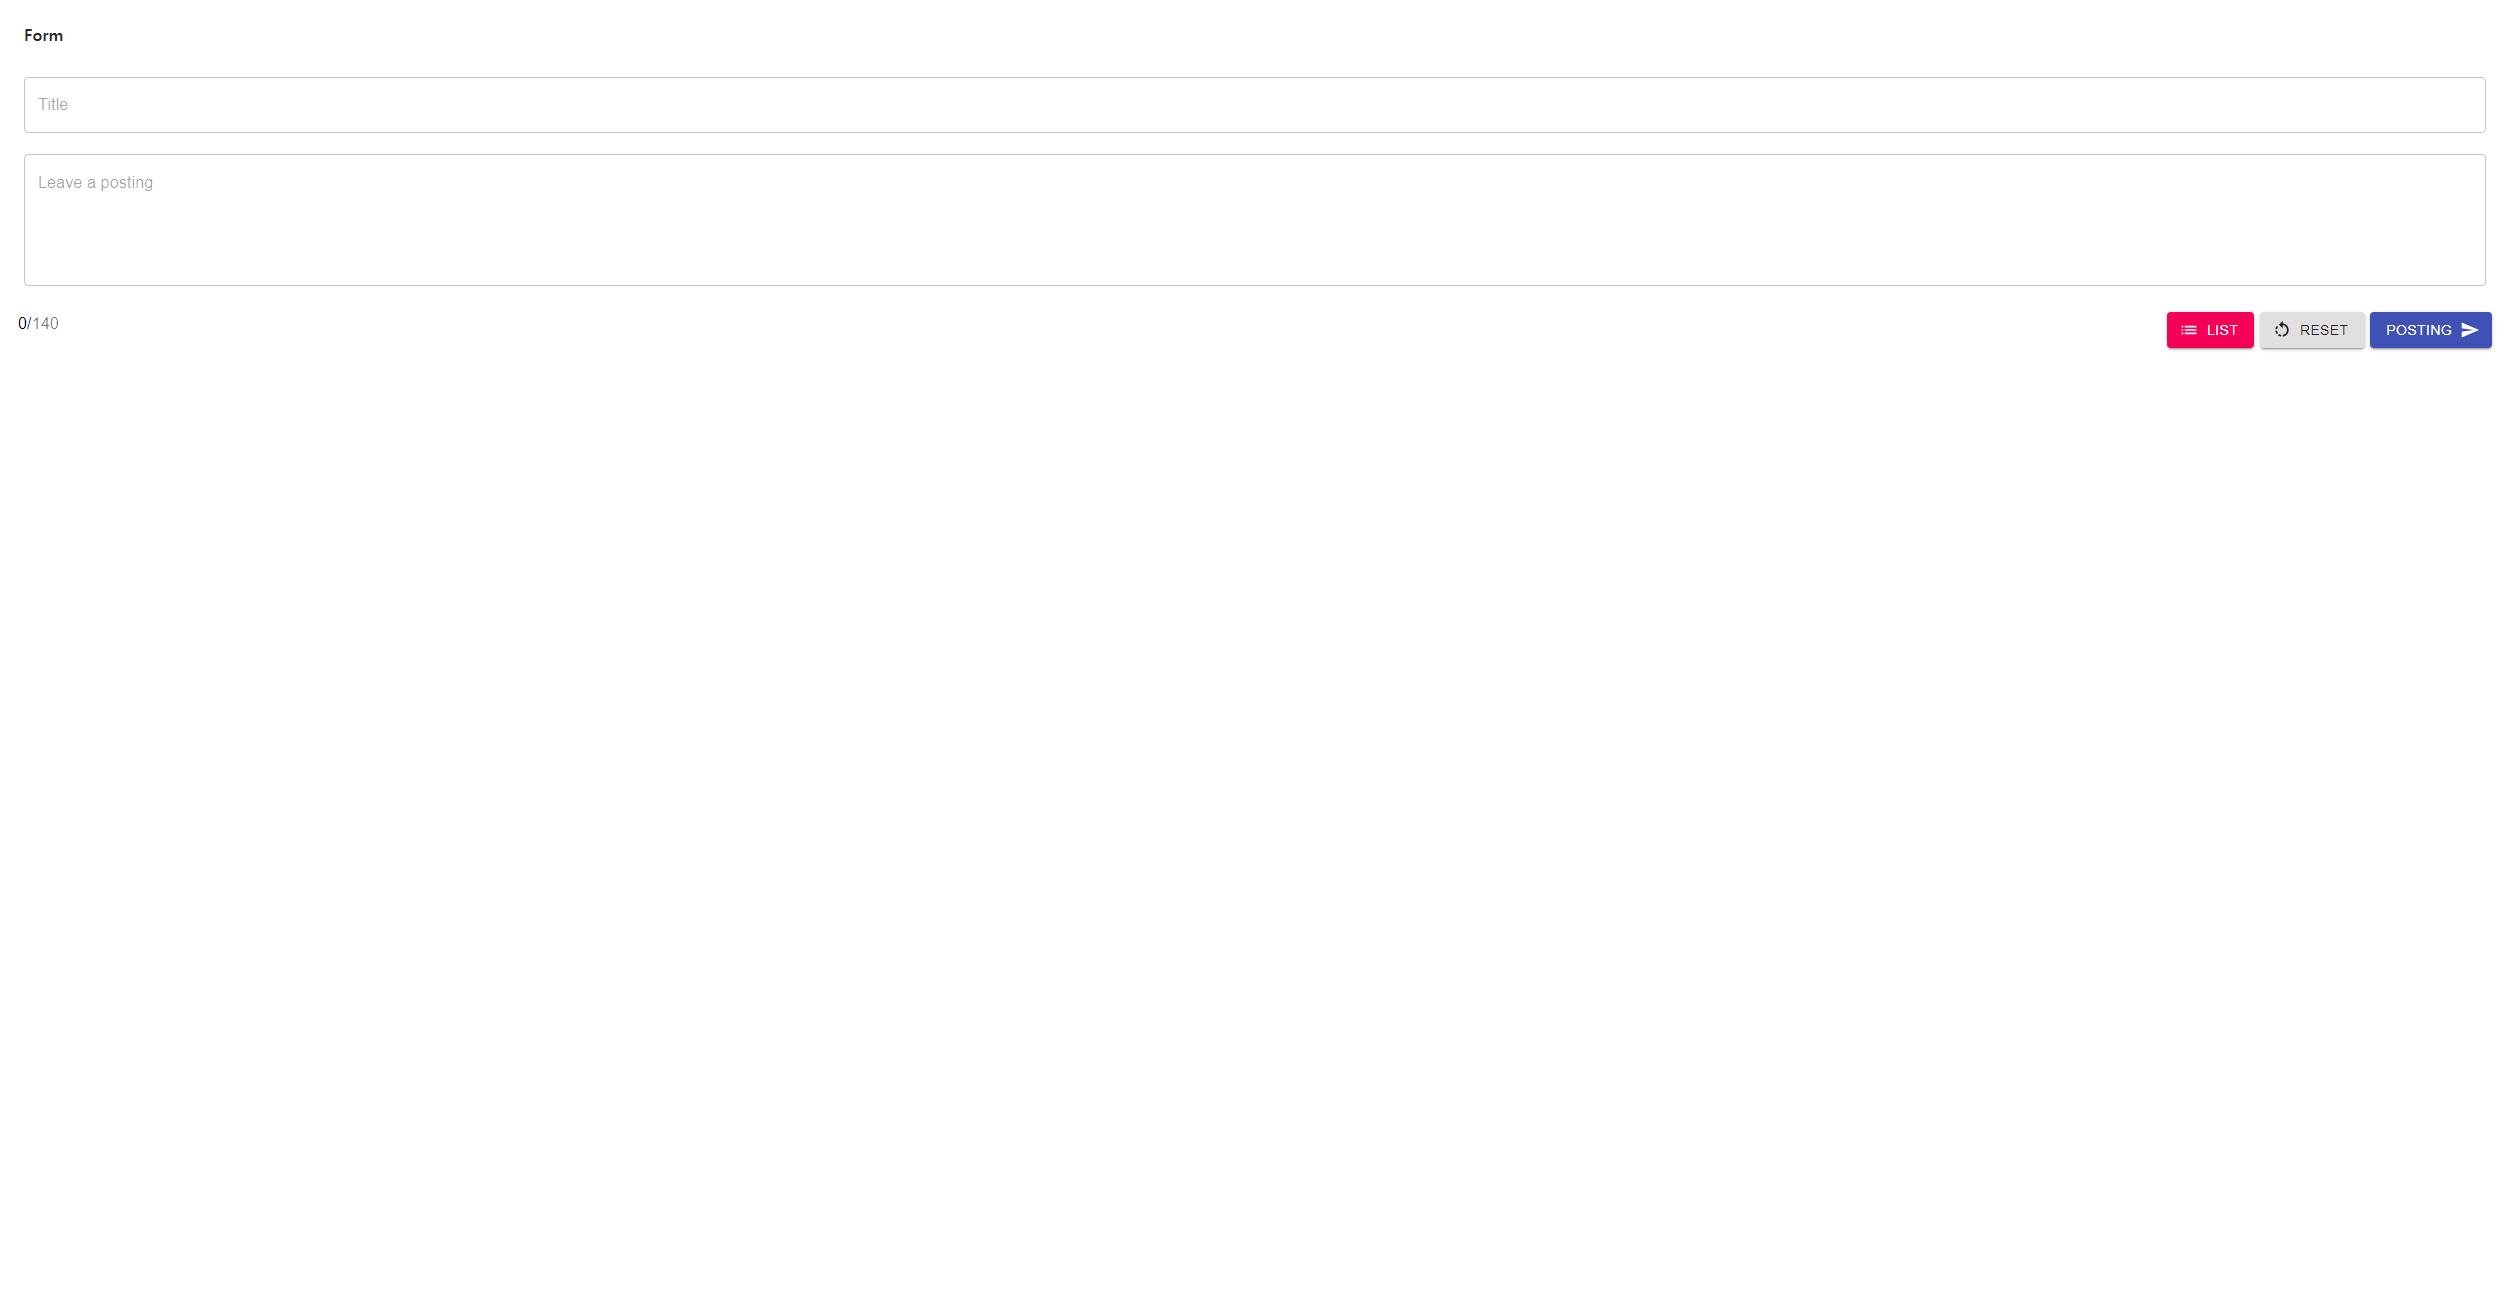 Form
Title
Leave a posting
0/140
LIST RESET POSTING